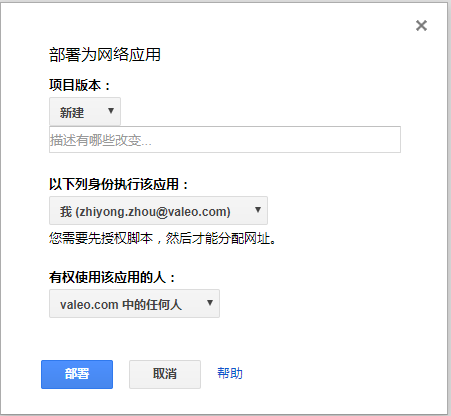 部署为网络应用
项目版本：
新建
描述有哪些改变...
以下列身份执行该应用：
我 (zhiyong.zhou@valeo.com)
您需要先授权脚本，然后才能分配网址。
有权使用该应用的人：
valeo.com 中的任何人
部署 取消 帮助